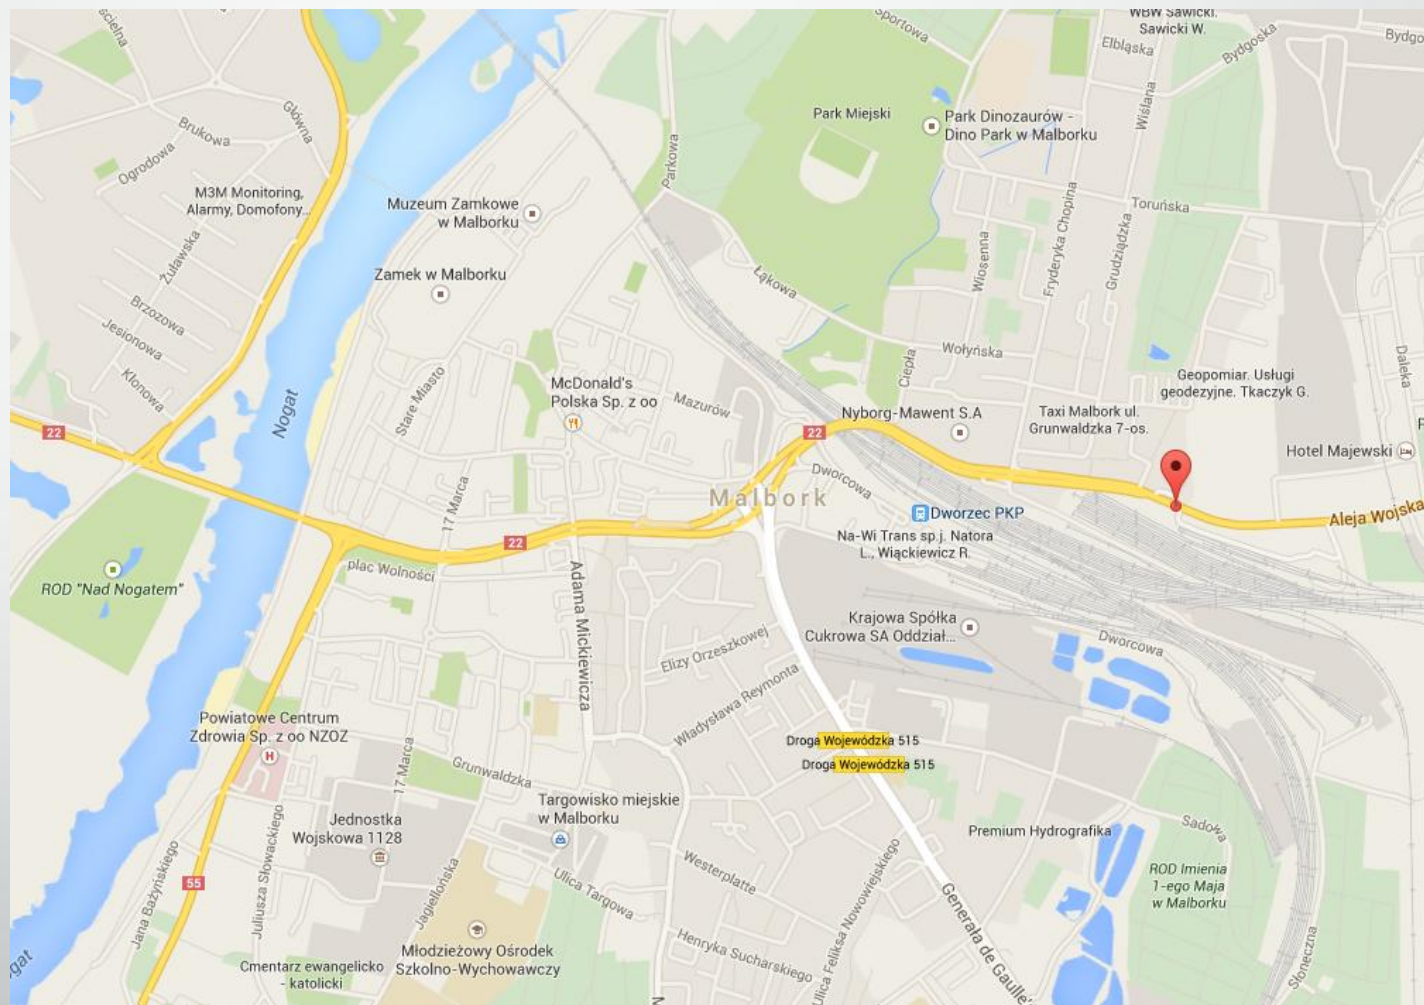 WBW Sawicki.
Sawicki W.
Sportowa
Elbląska
Bydgoska
Bydgo
ścielna
Główna
Brukowa
Ogrodowa
Wiślana
Park Miejski
Park Dinozaurów -
Dino Park w Malborku
Parkowa
M3M Monitoring,
Alarmy, Domofony...
Muzeum Zamkowe
w Malborku
Toruńska
Fryderyka Chopina
Grudziądzka
Wiosenna
Żuławska
Zamek w Malborku
Łąkowa
Brzozowa
Jesionowa
Klonowa
Wołyńska
Ciepła
Daleka
Nogat
Stare Miasto
McDonald's
Polska Sp. z oo
Mazurów
Geopomiar. Usługi
geodezyjne. Tkaczyk G.
Nyborg-Mawent S.A
Taxi Malbork ul.
Grunwaldzka 7-os.
22
22
Hotel Majewski
Dworcowa
Malbork
17 Marca
Dworzec PKP
Aleja Wojska
22
Na-Wi Trans sp.j. Natora
L., Wiąckiewicz R.
plac Wolności
ROD "Nad Nogatem"
Adama Mickiewicza
Krajowa Spółka
Cukrowa SA Oddział...
Elizy Orzeszkowej
Dworcowa
Władysława Reymonta
Powiatowe Centrum
Zdrowia Sp. z oo NZOZ
Droga Wojewódzka 515
Droga Wojewódzka 515
17 Marca
Grunwaldzka
Targowisko miejskie
w Malborku
Jednostka
Wojskowa 1128
Premium Hydrografika
Sadowa
Juliusza Słowackiego
Jana Bażyńskiego
55
Jagiellońska
Westerplatte
Ulica Targowa
Ulica Feliksa Nowowiejskiego
ROD Imienia
1-ego Maja
w Malborku
Generała de Gaulle'
Henryka Sucharskiego
Młodzieżowy Ośrodek
Szkolno-Wychowawczy
Cmentarz ewangelicko
- katolicki
Słoneczna
ogat
N